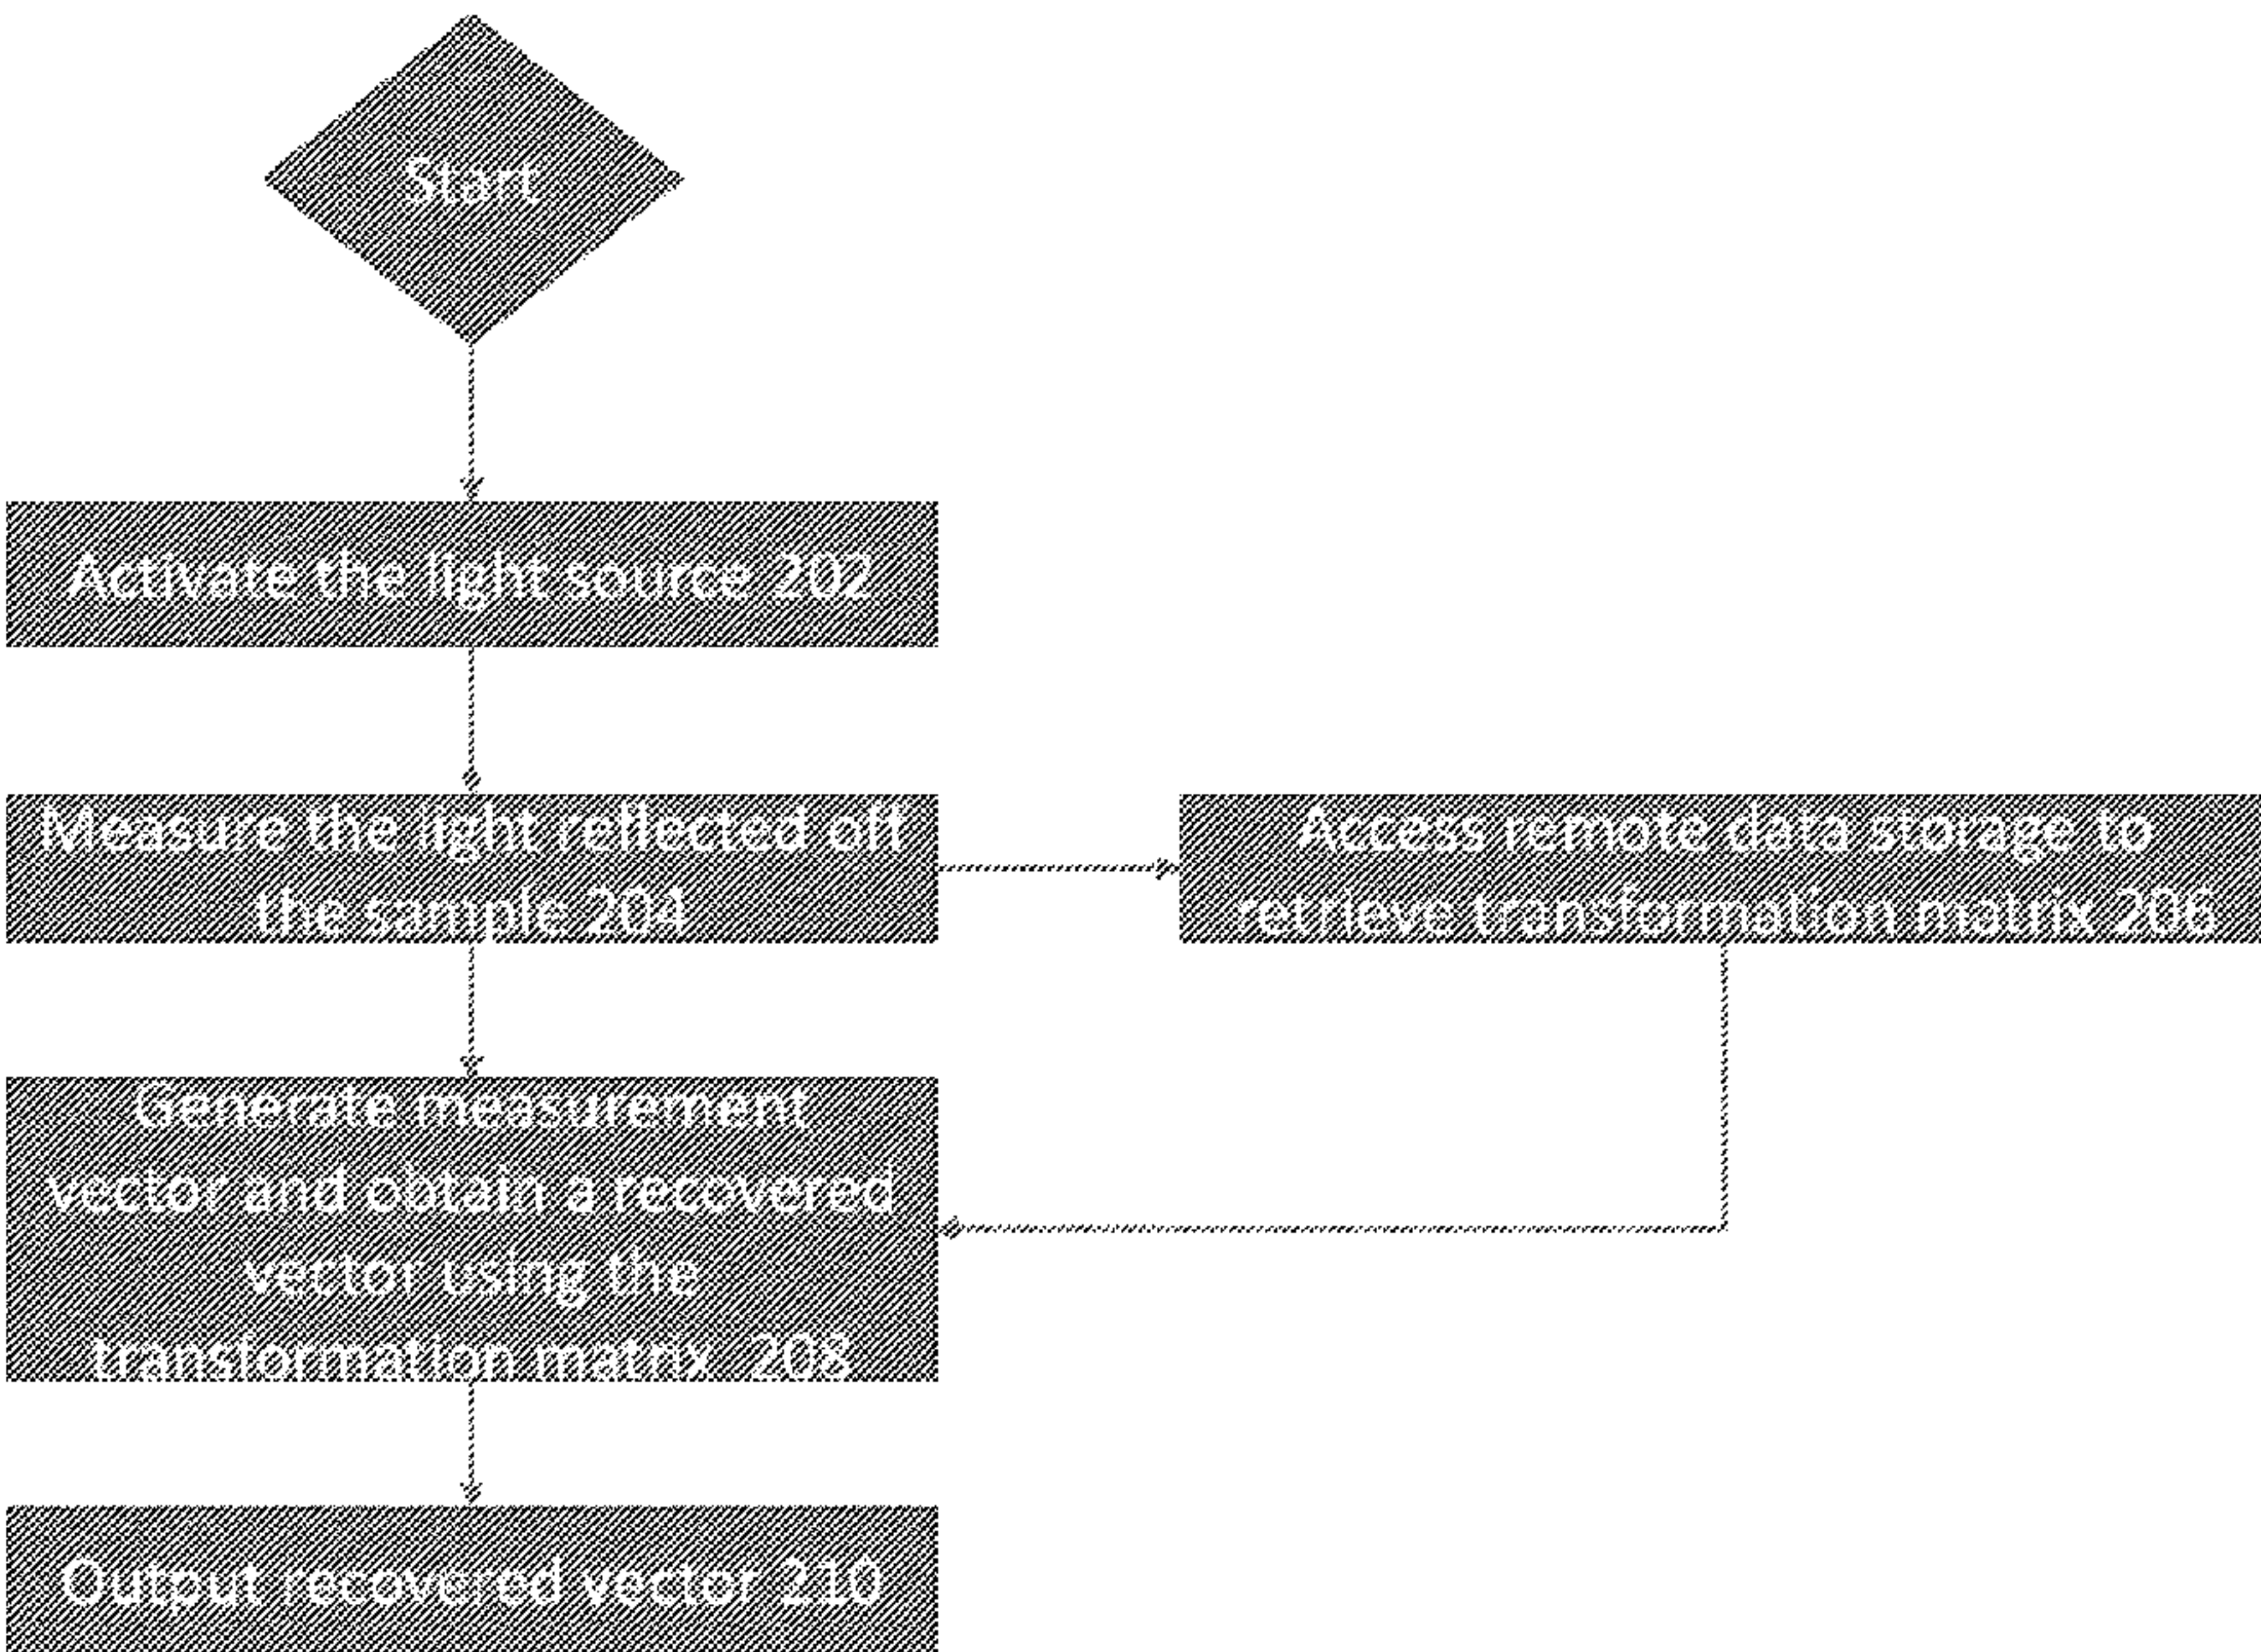 Start
Activate the light source 202
Measure the light reflected off
the sample 204
Access remote data storage to
retrieve transformation matrix 206
Generate measurement
vector and obtain a recovered
vector using the
transformation matrix 208
Output recovered vector 210